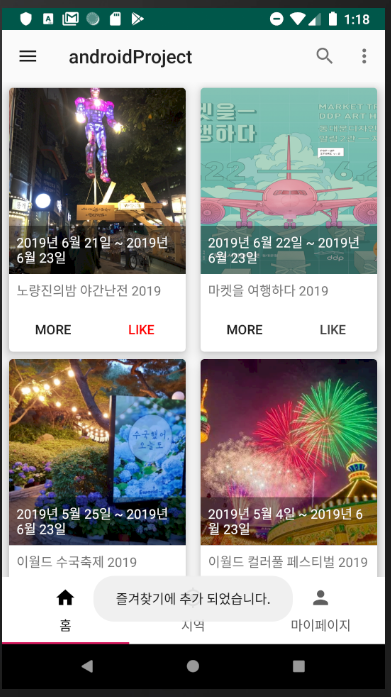 1:18
androidProject
2019년 6월 21일 ~ 2019년
6월 23일
노량진의밤 야간난전 2019
MORE LIKE
2019년 6월 22일 ~ 2019년
6월 23일
마켓을 여행하다 2019
MORE LIKE
수국
2019년 5월 25일 ~ 2019년
6월 23일
이월드 수국축제 2019
2019년 5월 4일 ~ 2019년 6
월 23일
이월드 컬러풀 페스티벌 2019
즐겨찾기에 추가 되었습니다.
홈
지역
마이페이지